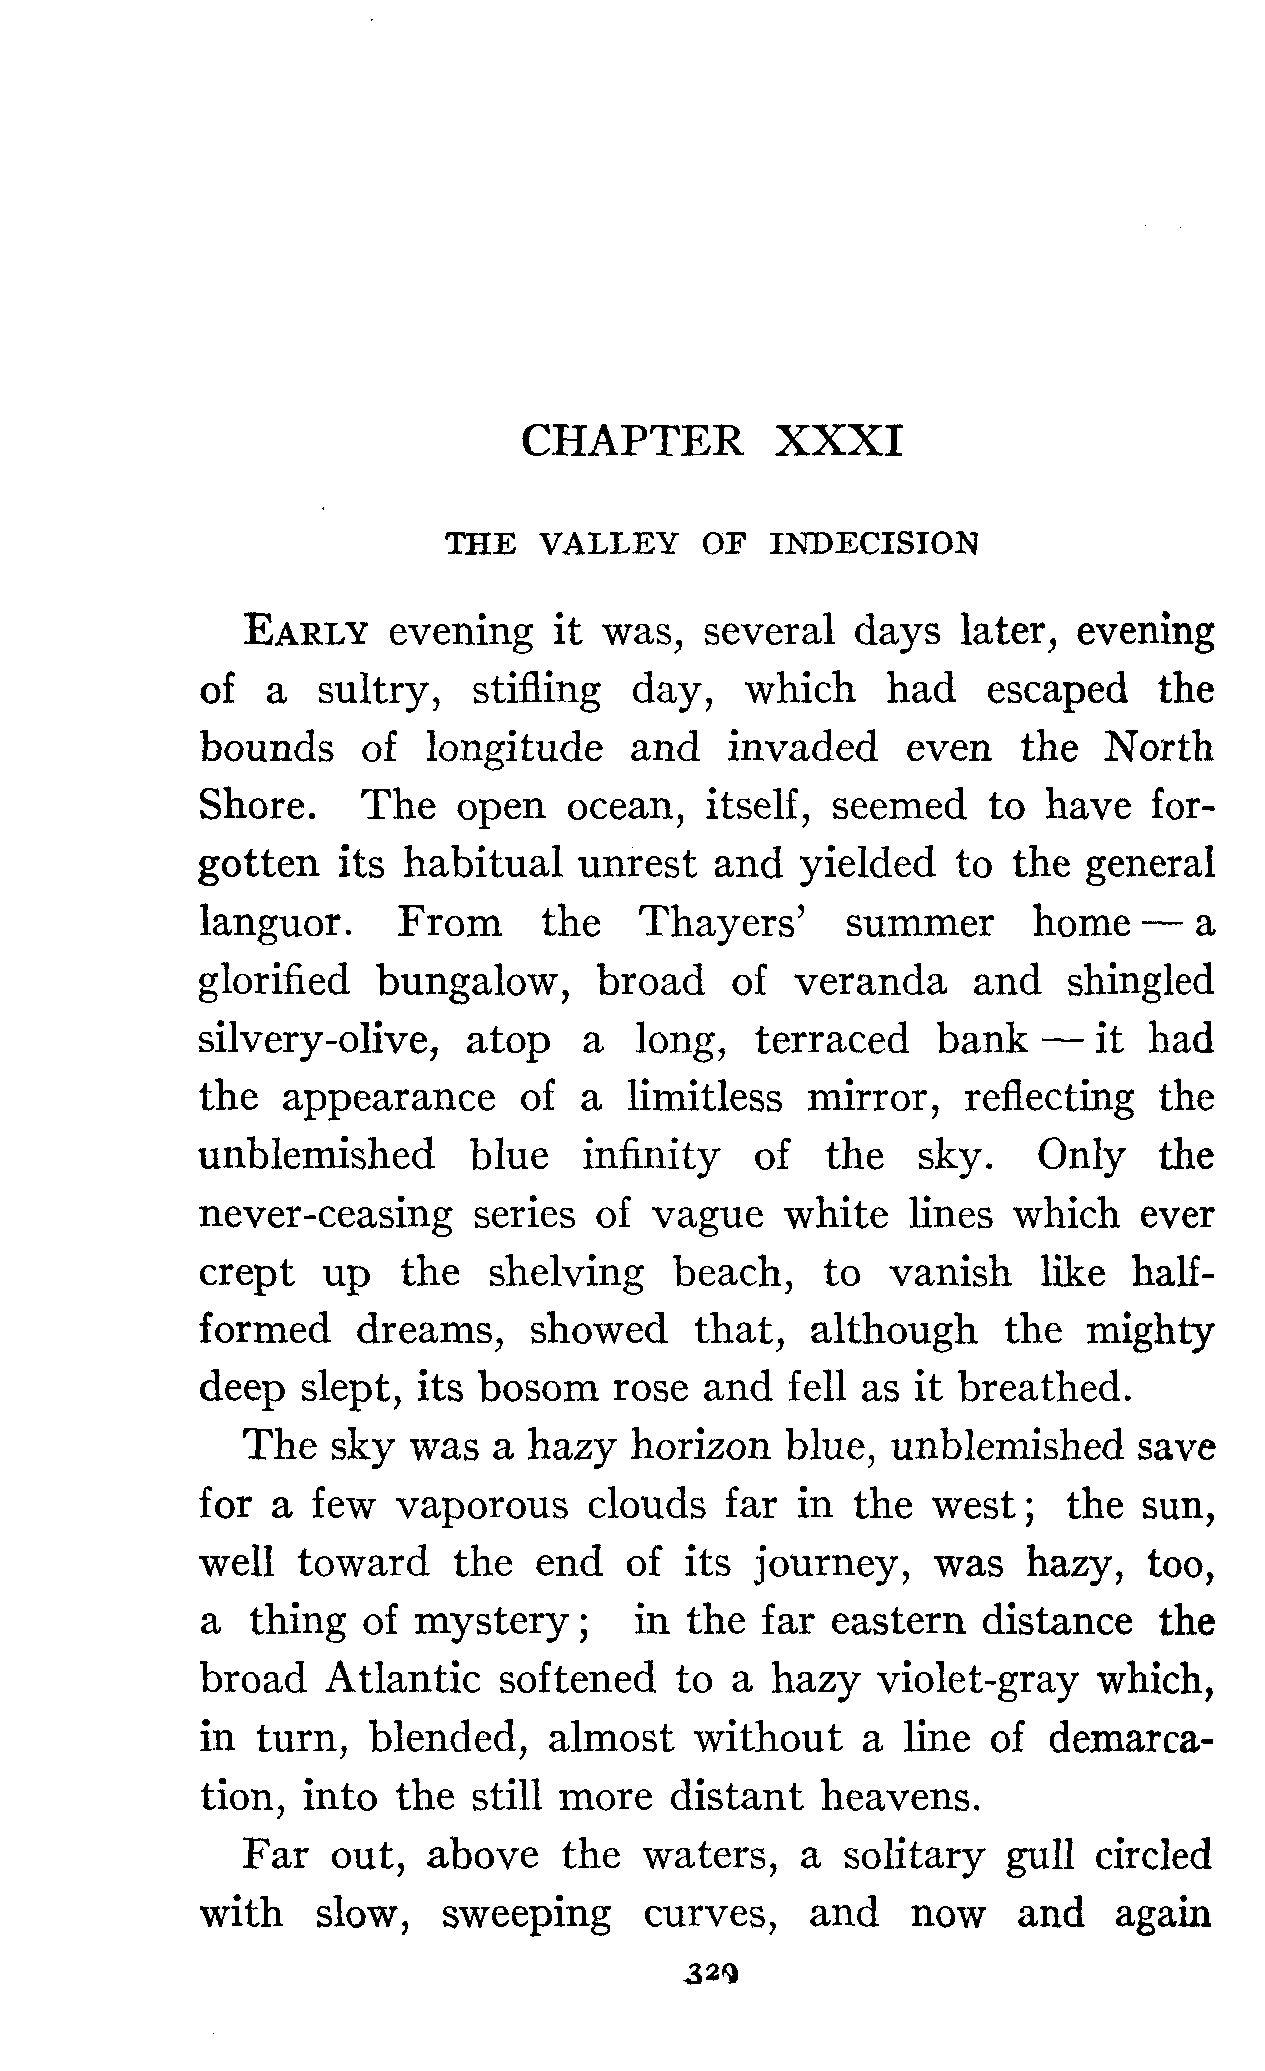 CHAPTER XXXI
THE VALLEY OF INDECISION
EARLY evening it was, several days later, evening
of a sultry, stifling day, which had escaped the
bounds of longitude and invaded even the North
Shore. The open ocean, itself, seemed to have for-
gotten its habitual unrest and yielded to the general
languor. From the Thayers' summer home — a
glorified bungalow, broad of veranda and shingled
silvery-olive, atop a long, terraced bank — it had
the appearance of a limitless mirror, reflecting the
unblemished blue infinity of the sky. Only the
never-ceasing series of vague white lines which ever
crept up the shelving beach, to vanish like half-
formed dreams, showed that, although the mighty
deep slept, its bosom rose and fell as it breathed.
The sky was a hazy horizon blue, unblemished save
for a few vaporous clouds far in the west; the sun,
well toward the end of its journey, was hazy, too,
a thing of mystery; in the far eastern distance the
broad Atlantic softened to a hazy violet-gray which,
in turn, blended, almost without a line of demarca-
tion, into the still more distant heavens.
Far out, above the waters, a solitary gull circled
with slow, sweeping curves, and now and again
329